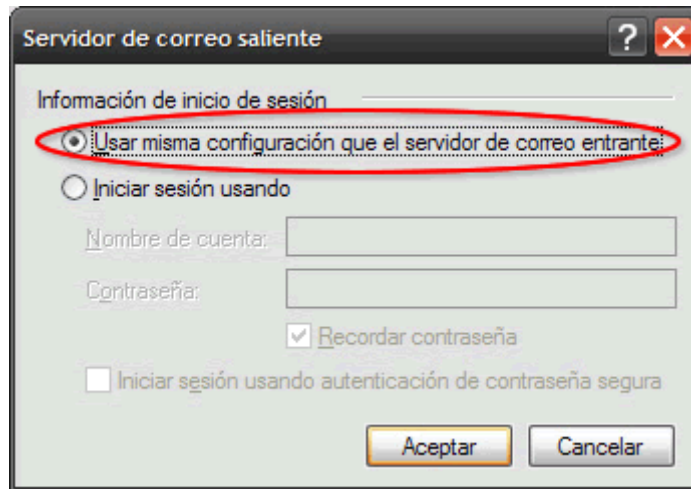 Servidor de correo saliente
Información de inicio de sesión
Usar misma configuración que el servidor de correo entrante
Iniciar sesión usando
Nombre de cuenta:
Contraseña:
Recordar contraseña
Iniciar sesión usando autenticación de contraseña segura
Aceptar Cancelar